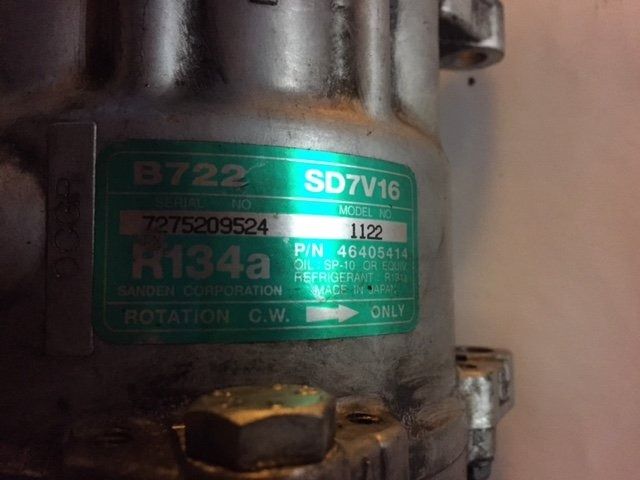 B722 SD7V16
SERIAL NO. MODEL NO.
7275209524 1122
P/N 46405414
R134a OIL SP-10 OR EQUIV.
REFRIGERANT R134a
SANDEN CORPORATION MADE IN JAPAN
ROTATION C.W. ONLY